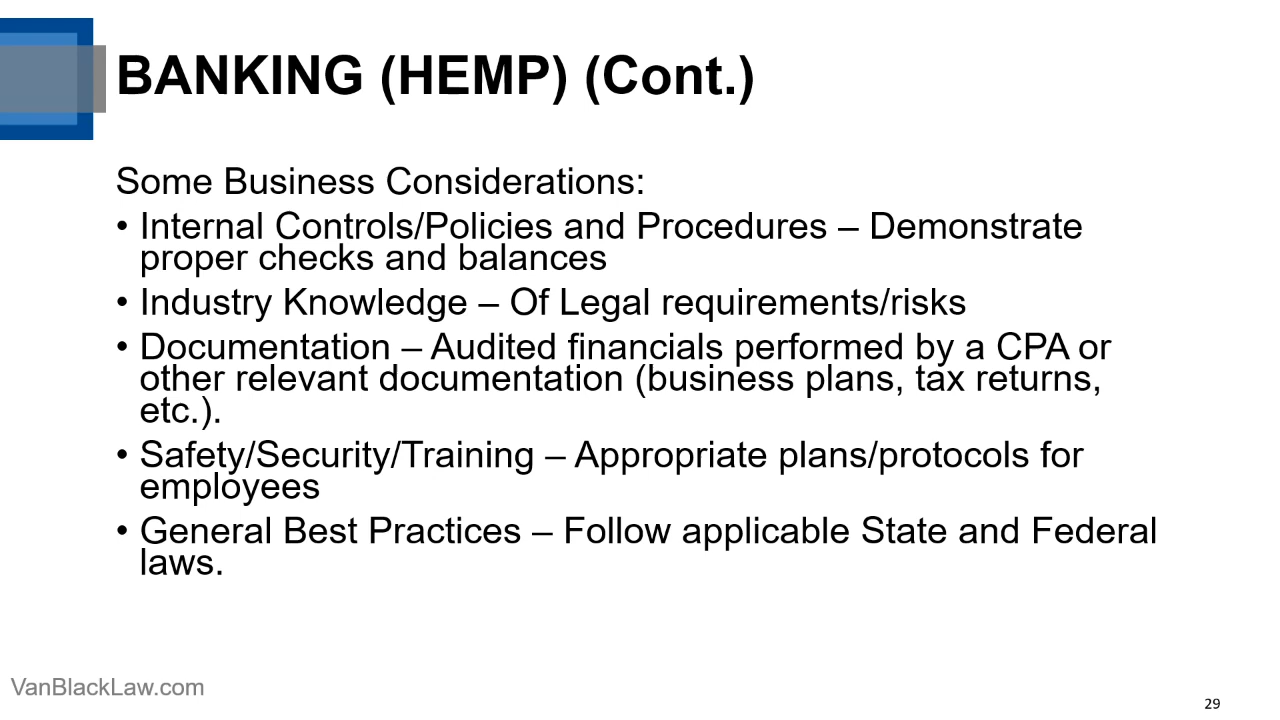 BANKING (HEMP) (Cont.)
Some Business Considerations:
• Internal Controls/Policies and Procedures – Demonstrate
proper checks and balances
• Industry Knowledge – Of Legal requirements/risks
• Documentation – Audited financials performed by a CPA or
other relevant documentation (business plans, tax returns,
etc.).
• Safety/Security/Training – Appropriate plans/protocols for
employees
• General Best Practices – Follow applicable State and Federal
laws.
VanBlackLaw.com
29